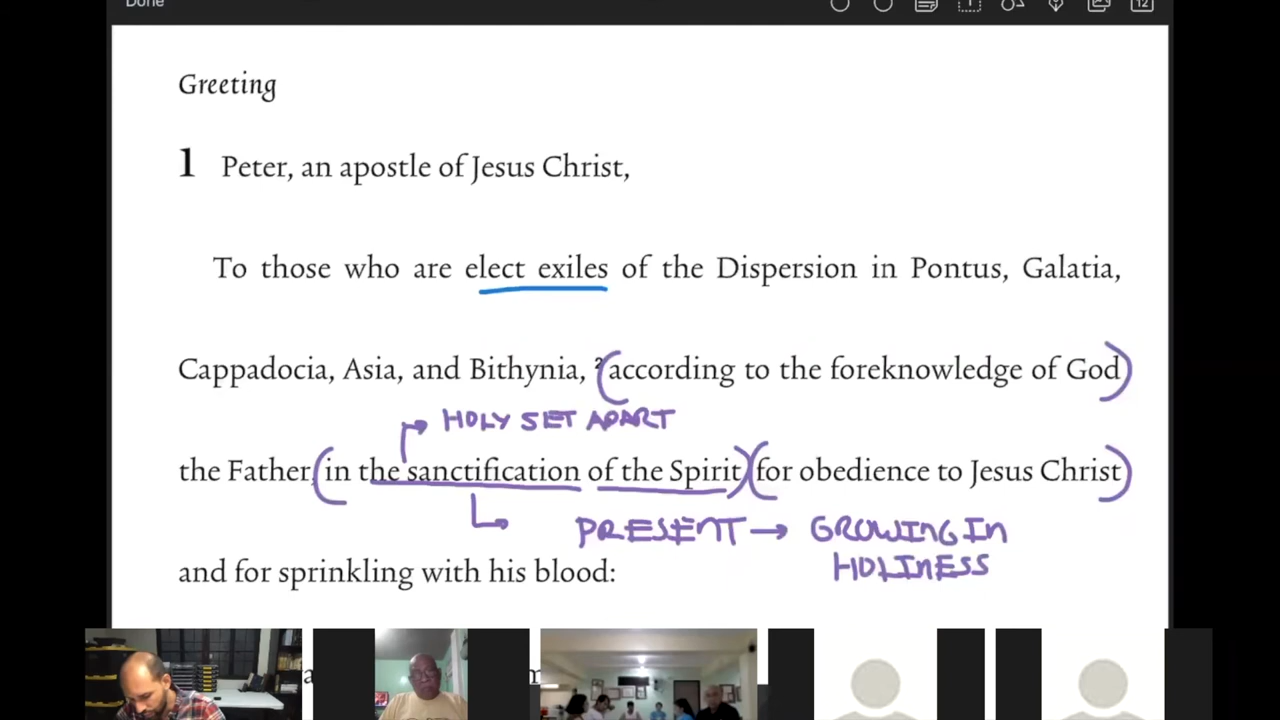 Done
12
Greeting
1 Peter, an apostle of Jesus Christ,
To those who are elect exiles of the Dispersion in Pontus, Galatia,
Cappadocia, Asia, and Bithynia, 2 (according to the foreknowledge of God)
HOLY SET APART
the Father, (in the sanctification of the Spirit) (for obedience to Jesus Christ)
PRESENT → GROWING IN
HOLINESS
and for sprinkling with his blood: